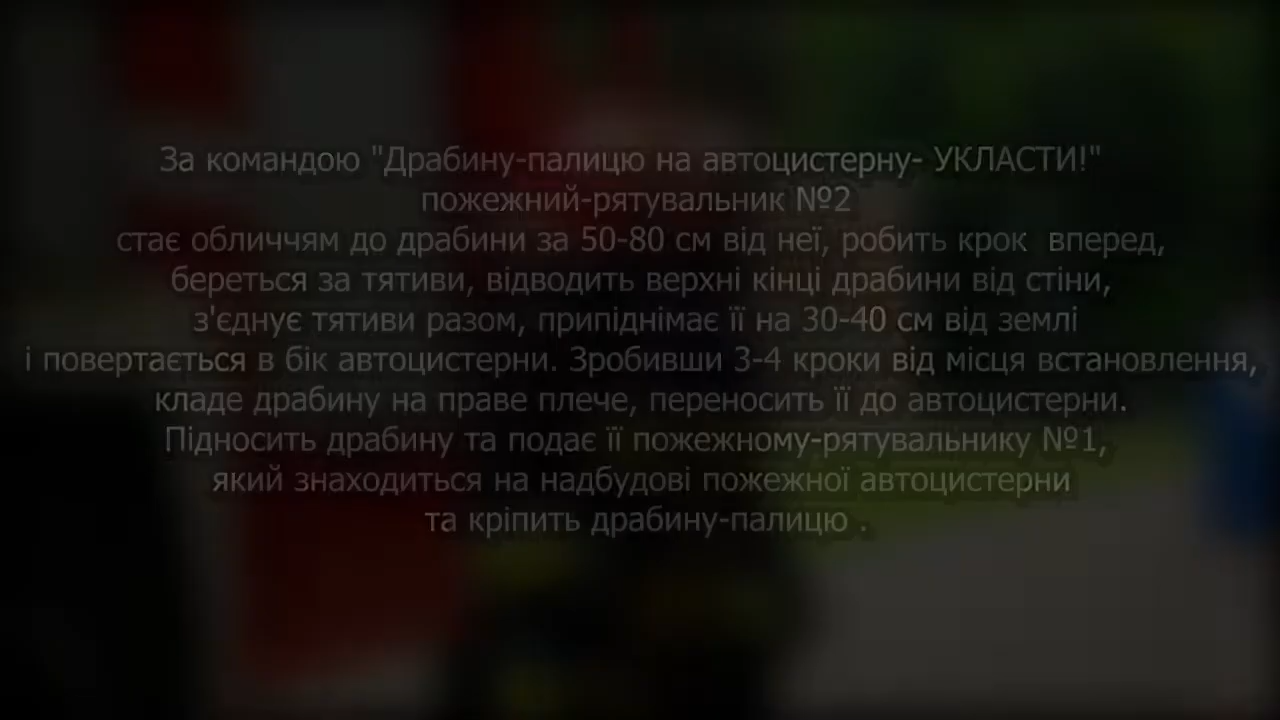 За командою "Драбину-палицю на автоцистерну- УКЛАСТИ!"
пожежний-рятувальник №2
стає обличчям до драбини за 50-80 см від неї, робить крок вперед,
береться за тятиви, відводить верхні кінці драбини від стіни,
з'єднує тятиви разом, припіднімає її на 30-40 см від землі
і повертається в бік автоцистерни. Зробивши 3-4 кроки від місця встановлення,
кладе драбину на праве плече, переносить її до автоцистерни.
Підносить драбину та подає її пожежному-рятувальнику №1,
який знаходиться на надбудові пожежної автоцистерни
та кріпить драбину-палицю .